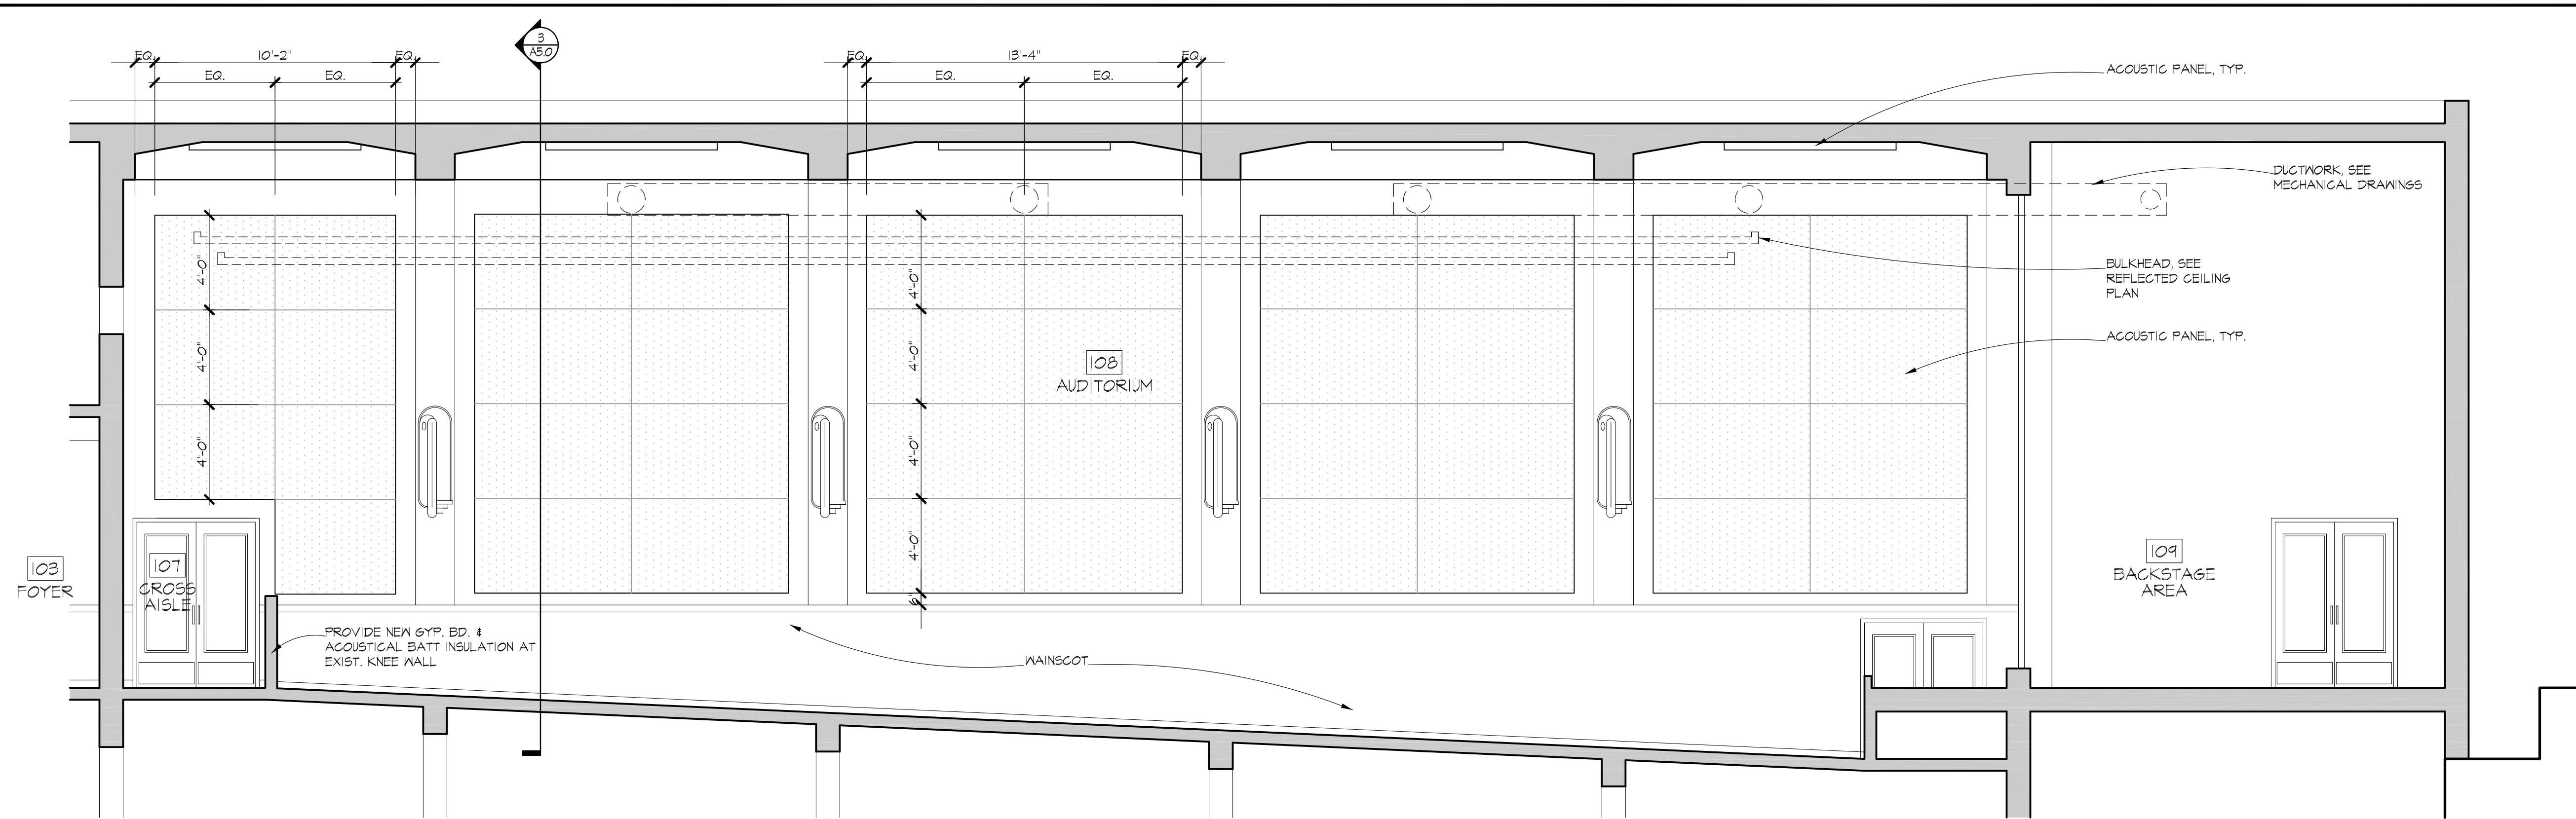 3
A5.0
EQ.
10'-2"
EQ.
EQ.
13'-4"
EQ.
EQ.
EQ.
EQ.
EQ.
ACOUSTIC PANEL, TYP.
DUCTWORK, SEE
MECHANICAL DRAWINGS
BULKHEAD, SEE
REFLECTED CEILING
PLAN
ACOUSTIC PANEL, TYP.
4'-0"
4'-0"
4'-0"
4'-0"
4'-0"
4'-0"
4'-0"
6"
108
AUDITORIUM
103
FOYER
107
CROSS
AISLE
109
BACKSTAGE
AREA
PROVIDE NEW GYP. BD. &
ACOUSTICAL BATT INSULATION AT
EXIST. KNEE WALL
WAINSCOT